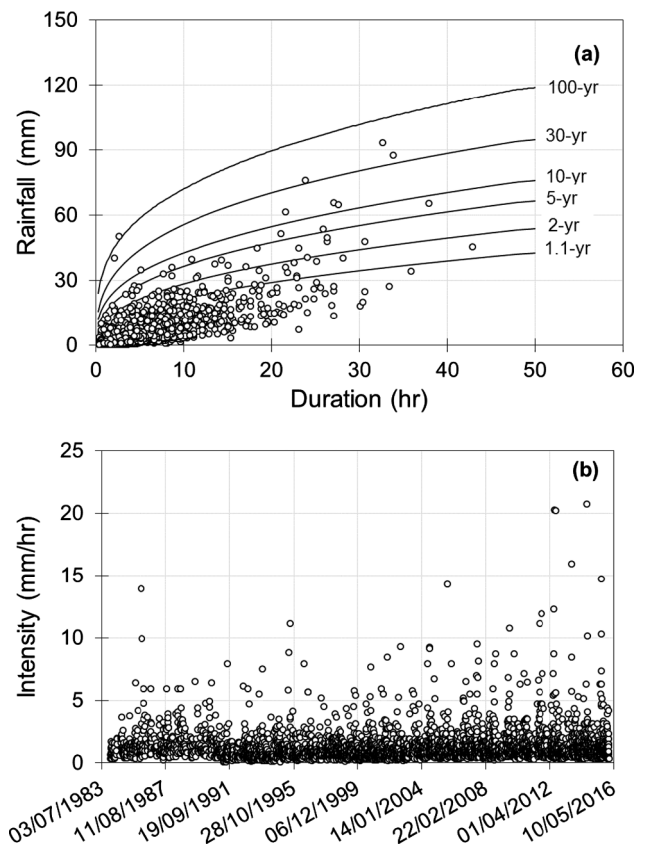 150
(a)
120
100-yr
90
30-yr
10-yr
60
5-yr
2-yr
1.1-yr
30
0
Rainfall (mm)
0 10 20 30 40 50 60
Duration (hr)
25
(b)
20
15
10
5
0
Intensity (mm/hr)
03/07/1983
11/08/1987
19/09/1991
28/10/1995
06/12/1999
14/01/2004
22/02/2008
01/04/2012
10/05/2016